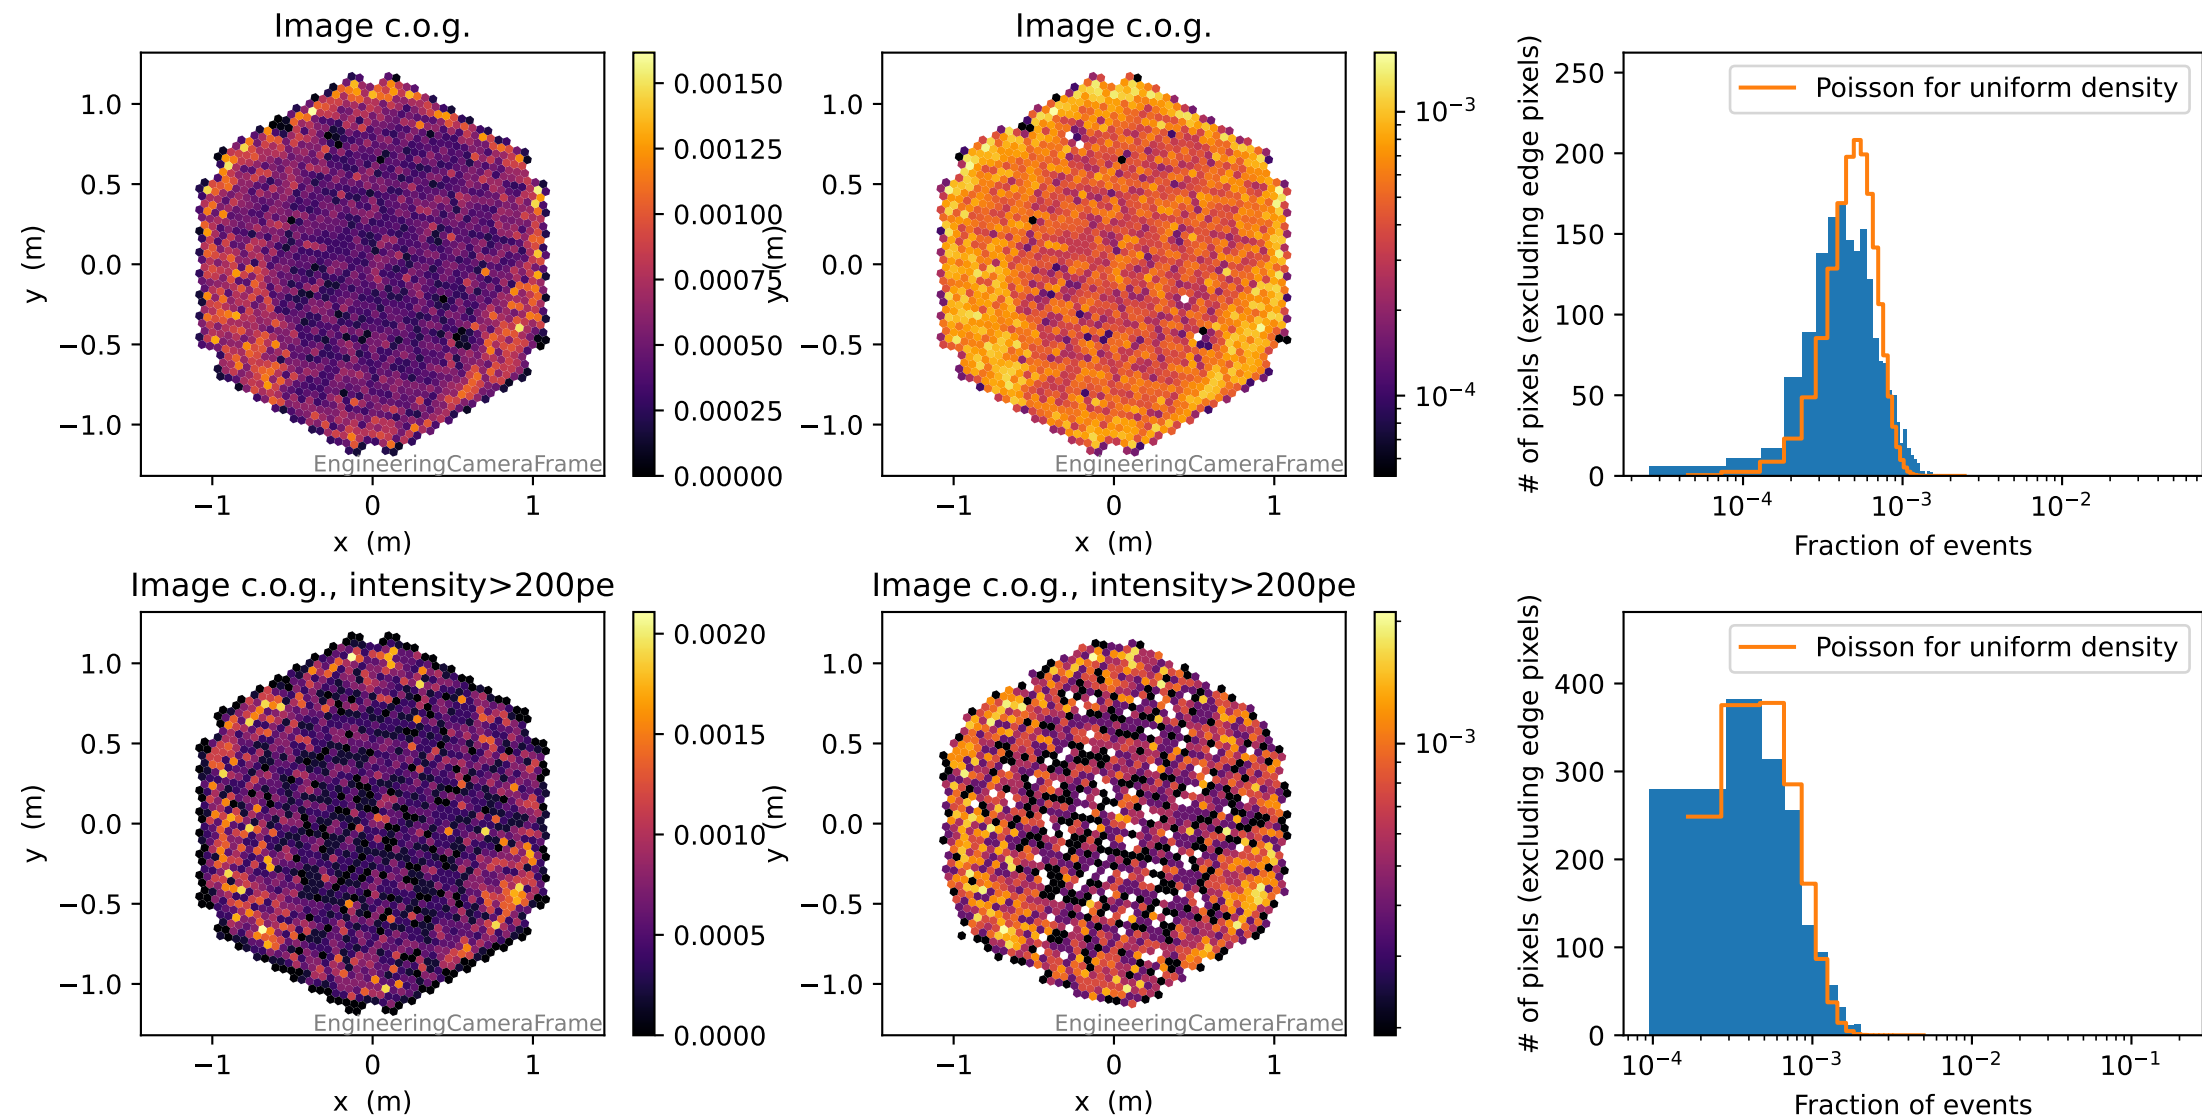 Image c.o.g.
1.0
0.5
0.0
−0.5
−1.0
y (m)
−1
0
1
x (m)
EngineeringCameraFrame
0.00150
0.00125
0.00100
0.00075
0.00050
0.00025
0.00000
Image c.o.g.
1.0
0.5
0.0
−0.5
−1.0
y (m)
−1
0
1
x (m)
EngineeringCameraFrame
10−3
10−4
Poisson for uniform density
250
200
150
100
50
0
# of pixels (excluding edge pixels)
10−4
10−3
10−2
Fraction of events
Image c.o.g., intensity>200pe
1.0
0.5
0.0
−0.5
−1.0
y (m)
−1
0
1
x (m)
EngineeringCameraFrame
0.0020
0.0015
0.0010
0.0005
0.0000
Image c.o.g., intensity>200pe
1.0
0.5
0.0
−0.5
−1.0
y (m)
−1
0
1
x (m)
EngineeringCameraFrame
10−3
Poisson for uniform density
400
300
200
100
0
# of pixels (excluding edge pixels)
10−4
10−3
10−2
10−1
Fraction of events